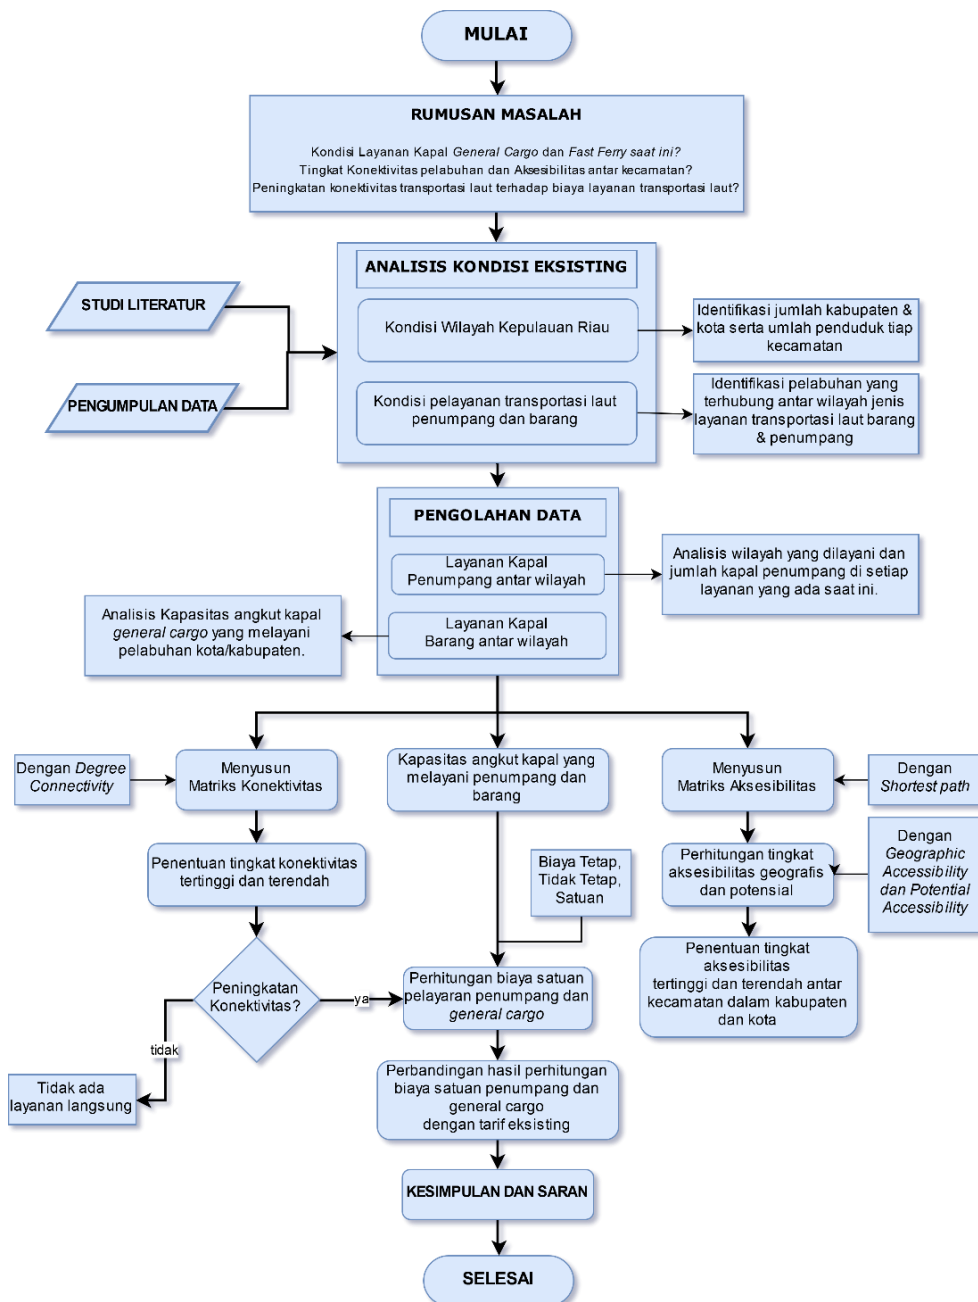 MULAI
RUMUSAN MASALAH
Kondisi Layanan Kapal General Cargo dan Fast Ferry saat ini?
Tingkat Konektivitas pelabuhan dan Aksesibilitas antar kecamatan?
Peningkatan konektivitas transportasi laut terhadap biaya layanan transportasi laut?
ANALISIS KONDISI EKSISTING
STUDI LITERATUR
PENGUMPULAN DATA
Kondisi Wilayah Kepulauan Riau
Identifikasi jumlah kabupaten &
kota serta umlah penduduk tiap
kecamatan
Kondisi pelayanan transportasi laut
penumpang dan barang
Identifikasi pelabuhan yang
terhubung antar wilayah jenis
layanan transportasi laut barang
& penumpang
PENGOLAHAN DATA
Layanan Kapal
Penumpang antar wilayah
Analisis wilayah yang dilayani dan
jumlah kapal penumpang di setiap
layanan yang ada saat ini.
Layanan Kapal
Barang antar wilayah
Analisis Kapasitas angkut kapal
general cargo yang melayani
pelabuhan kota/kabupaten.
Dengan Degree
Connectivity
Menyusun
Matriks Konektivitas
Kapasitas angkut kapal yang
melayani penumpang dan
barang
Menyusun
Matriks Aksesibilitas
Dengan
Shortest path
Penentuan tingkat konektivitas
tertinggi dan terendah
Biaya Tetap,
Tidak Tetap,
Satuan
Perhitungan tingkat
aksesibilitas geografis
dan potensial
Dengan
Geographic
Accessibility
dan Potential
Accessibility
Peningkatan
Konektivitas?
ya
tidak
Perhitungan biaya satuan
pelayaran penumpang dan
general cargo
Penentuan tingkat
aksesibilitas
tertinggi dan terendah antar
kecamatan dalam kabupaten
dan kota
Tidak ada
layanan langsung
Perbandingan hasil perhitungan
biaya satuan penumpang dan
general cargo
dengan tarif eksisting
KESIMPULAN DAN SARAN
SELESAI